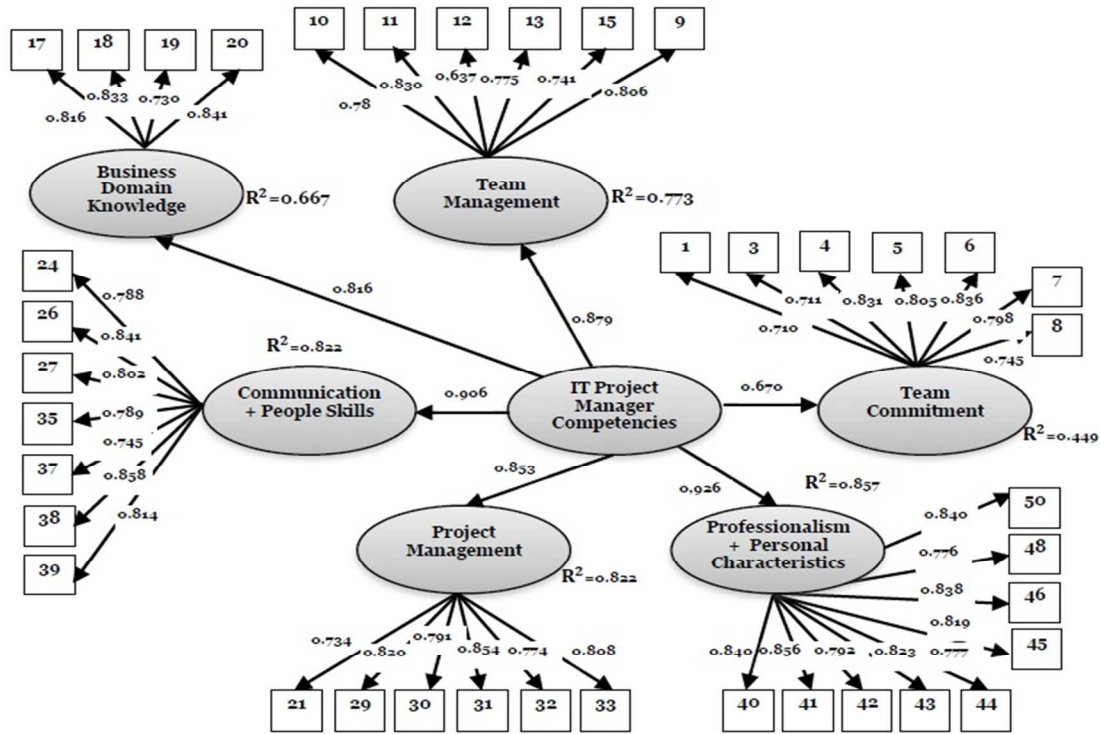 10 11 12 13 15 9
17 18 19 20
0.816 0.833 0.730 0.841
0.78 0.830 0.637 0.775 0.741 0.806
Business
Domain
Knowledge
R²=0.667
Team
Management
R²=0.773
24
26
27
35
37
38
39
0.788
0.841
0.802
0.789
0.745
0.858
0.814
1 3 4 5 6
7
8
0.710 0.711 0.831 0.805 0.836 0.798 0.745
0.816
0.879
R²=0.822
Communication
+ People Skills
0.906
IT Project
Manager
Competencies
0.670
Team
Commitment
R²=0.449
0.853
0.926
R²=0.857
Project
Management
R²=0.822
Professionalism
+ Personal
Characteristics
0.840
0.776
0.838
0.819
50
48
46
45
0.734 0.820 0.791 0.854 0.774 0.808
0.840 0.856 0.792 0.823 0.777
21 29 30 31 32 33
40 41 42 43 44